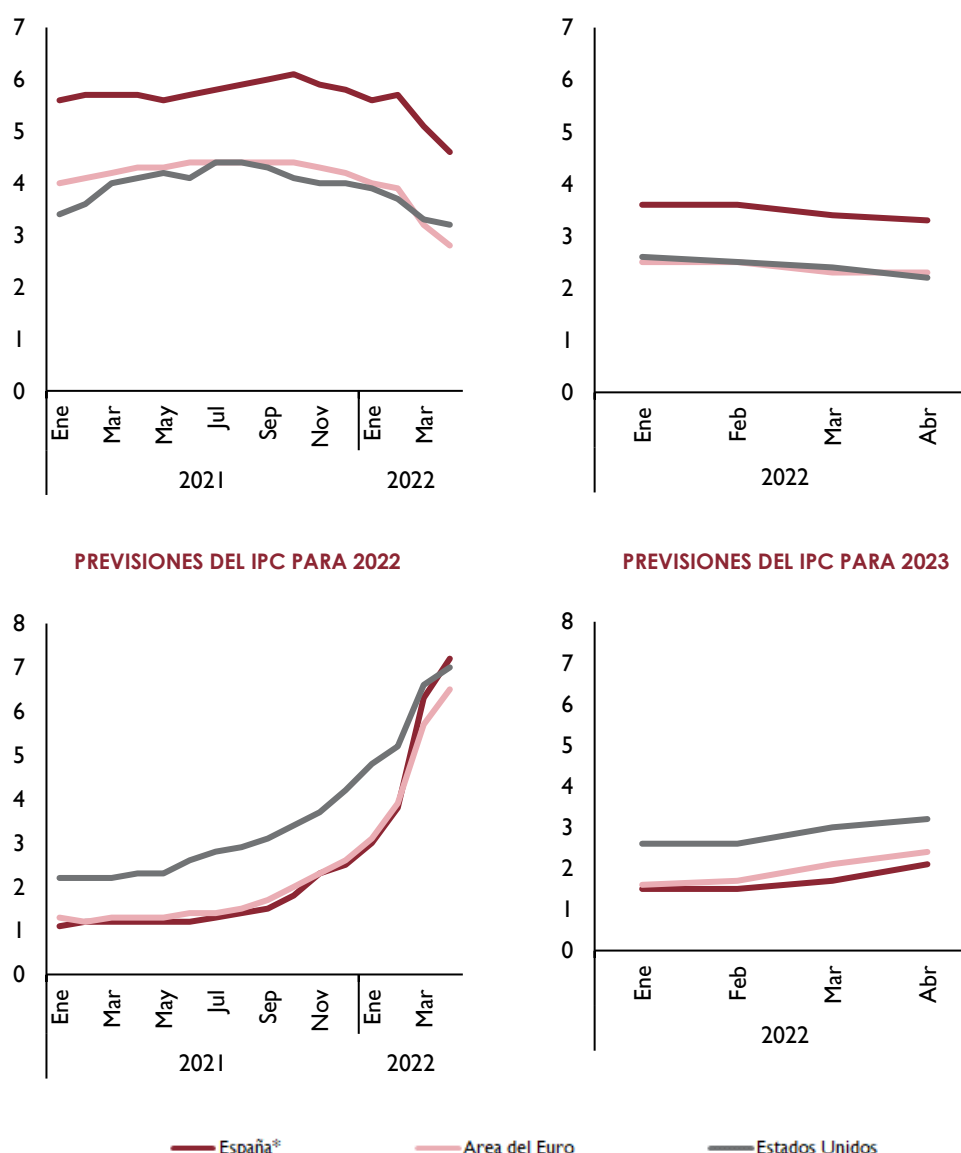 7
6
5
4
3
2
1
0
Ene
Mar
May
Jul
Sep
Nov
Ene
Mar
2021
2022
7
6
5
4
3
2
1
0
Ene
Feb
Mar
Abr
2022
PREVISIONES DEL IPC PARA 2022
8
7
6
5
4
3
2
1
0
Ene
Mar
May
Jul
Sep
Nov
Ene
Mar
2021
2022
PREVISIONES DEL IPC PARA 2023
8
7
6
5
4
3
2
1
0
Ene
Feb
Mar
Abr
2022
España*
Area del Euro
Estados Unidos